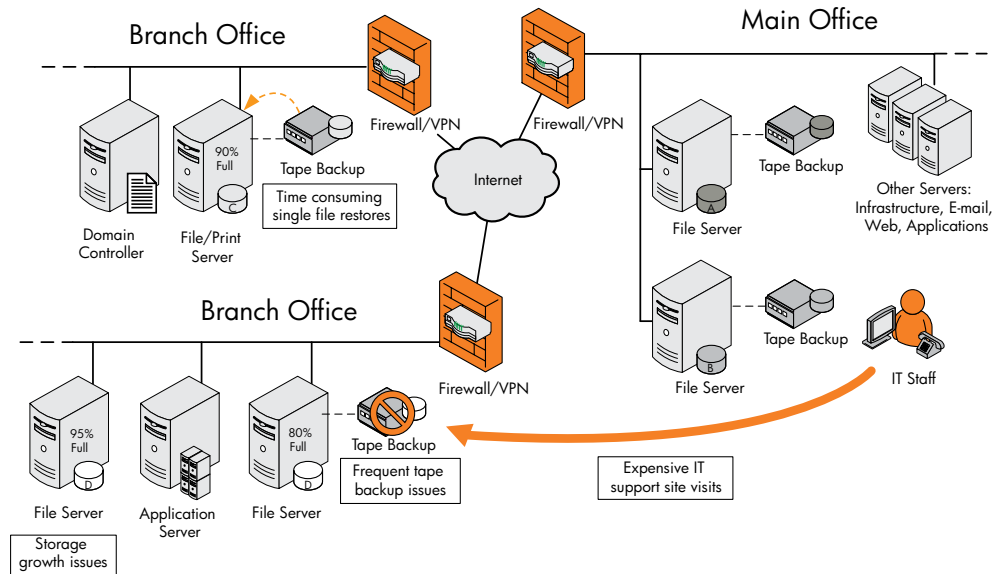 Branch Office
Main Office
Firewall/VPN
Firewall/VPN
90%
Full
C
Tape Backup
Time consuming
single file restores
Domain
Controller
File/Print
Server
Internet
A
File Server
Tape Backup
Other Servers:
Infrastructure, E-mail,
Web, Applications
B
File Server
Tape Backup
IT Staff
Branch Office
Firewall/VPN
95%
Full
D
File Server
Storage
growth issues
Application
Server
80%
Full
D
File Server
Tape Backup
Frequent tape
backup issues
Expensive IT
support site visits